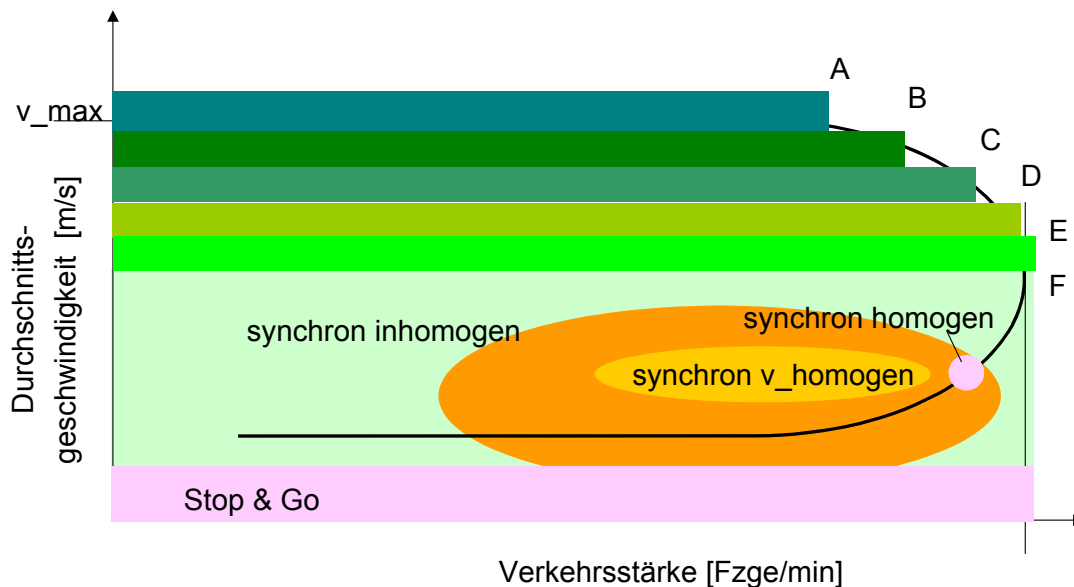 A
B
v_max
C
D
E
F
Durchschnitts-
geschwindigkeit [m/s]
synchron homogen
synchron inhomogen
synchron v_homogen
Stop & Go
Verkehrsstärke [Fzge/min]